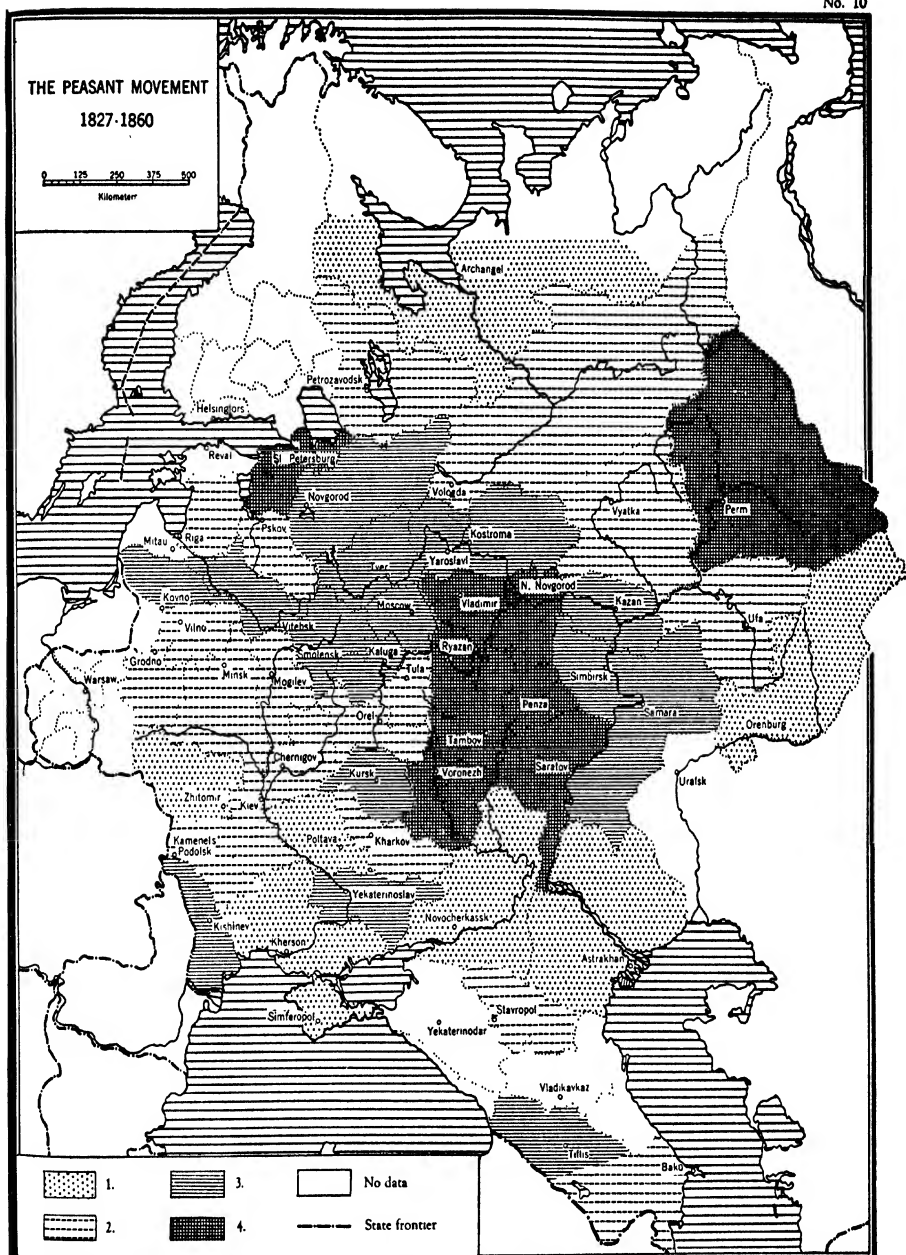 No. 10
THE PEASANT MOVEMENT
1827-1860
0 125 250 375 500
Kilometer
Archangel
Petrozavodsk
Helsingfors
Reval
St Petersburg
Novgorod
Vologda
Pskov
Kostroma
Vyatka
Perm
Mitau
Riga
Yaroslavl
Tver
N. Novgorod
Vladimir
Kovno
Moscow
Kazan
Vilno
Vitebsk
Ufa
Smolensk
Kaluga
Ryazan
Grodno
Minsk
Tula
Simbirsk
Warsaw
Mogilev
Samara
Penza
Orel
Orenburg
Tambov
Chernigov
Kursk
Voronezh
Saratov
Uralsk
Zhitomir
Kiev
Poltava
Kharkov
Kamenels
Podolsk
Yekaterinoslav
Kishinev
Novocherkassk
Kherson
Astrakhan
Simferopol
Yekaterinodar
Stavropol
Vladikavkaz
Tiflis
Baku
1. 3. No data
2. 4. State frontier